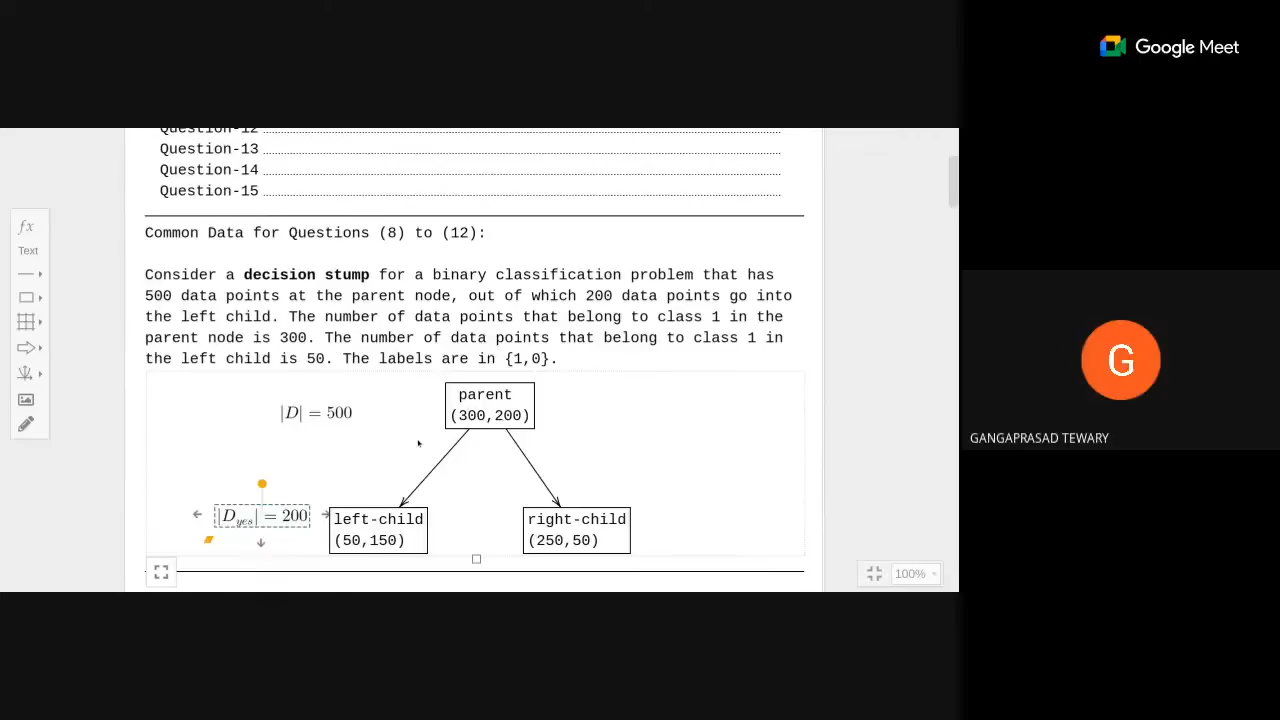 Google Meet
Question-12
Question-13
Question-14
Question-15
Common Data for Questions (8) to (12):
Consider a decision stump for a binary classification problem that has
500 data points at the parent node, out of which 200 data points go into
the left child. The number of data points that belong to class 1 in the
parent node is 300. The number of data points that belong to class 1 in
the left child is 50. The labels are in {1,0}.
|D| = 500
parent
(300,200)
|D_yes| = 200
left-child
(50,150)
right-child
(250,50)
fx
Text
100%
G
GANGAPRASAD TEWARY